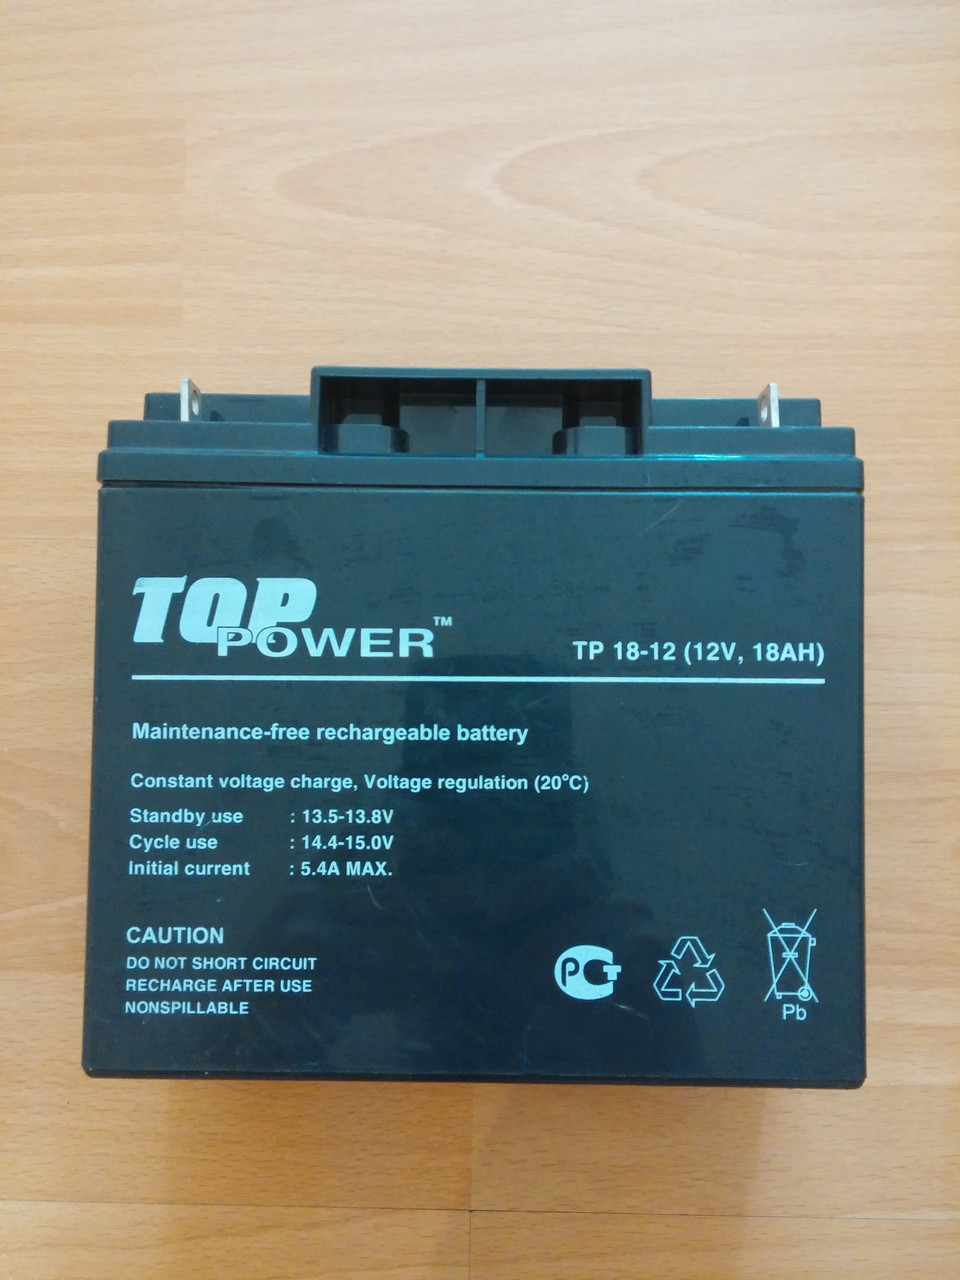 TOP
POWER™
TP 18-12 (12V, 18AH)
Maintenance-free rechargeable battery
Constant voltage charge, Voltage regulation (20°C)
Standby use : 13.5-13.8V
Cycle use : 14.4-15.0V
Initial current : 5.4A MAX.
CAUTION
DO NOT SHORT CIRCUIT
RECHARGE AFTER USE
NONSPILLABLE
РСТ
Pb